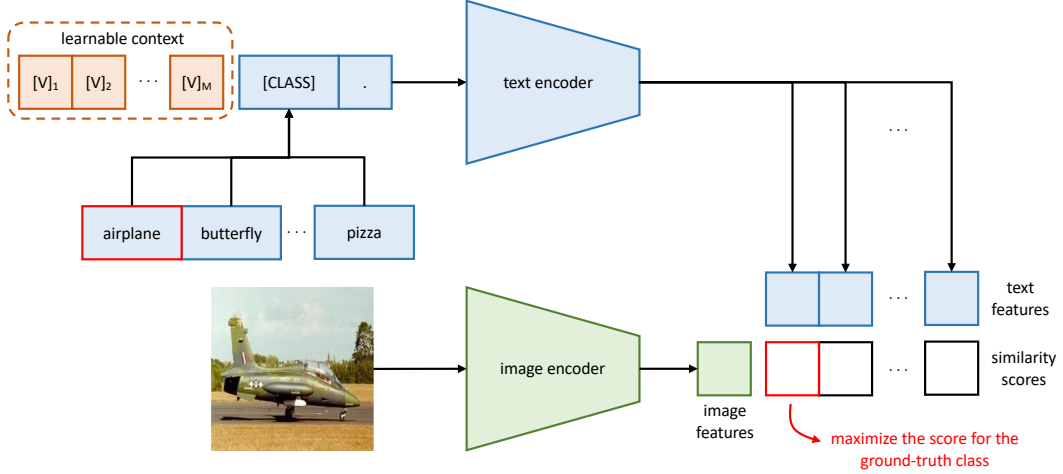 learnable context
[V]₁ [V]₂ ... [V]M [CLASS] .
text encoder
...
airplane butterfly ... pizza
... text
features
image encoder
... similarity
scores
image
features
maximize the score for the
ground-truth class